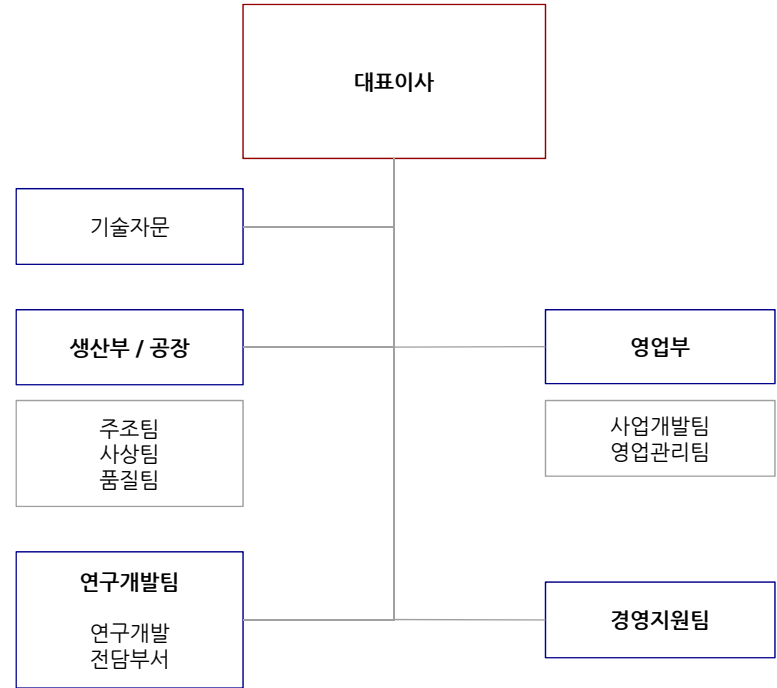 대표이사
기술자문
생산부 / 공장
주조팀
사상팀
품질팀
영업부
사업개발팀
영업관리팀
연구개발팀
연구개발
전담부서
경영지원팀